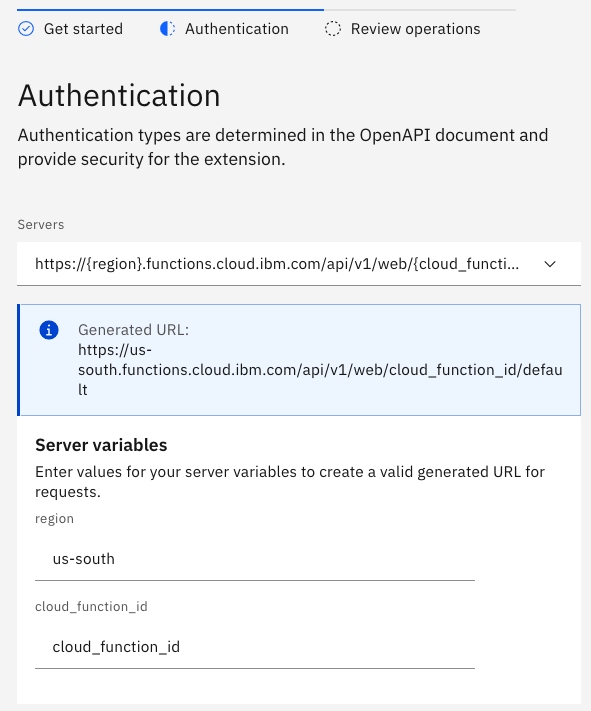 Get started
Authentication
Review operations
Authentication
Authentication types are determined in the OpenAPI document and
provide security for the extension.
Servers
https://{region}.functions.cloud.ibm.com/api/v1/web/{cloud_functi...
Generated URL:
https://us-
south.functions.cloud.ibm.com/api/v1/web/cloud_function_id/defau
lt
Server variables
Enter values for your server variables to create a valid generated URL for
requests.
region
us-south
cloud_function_id
cloud_function_id